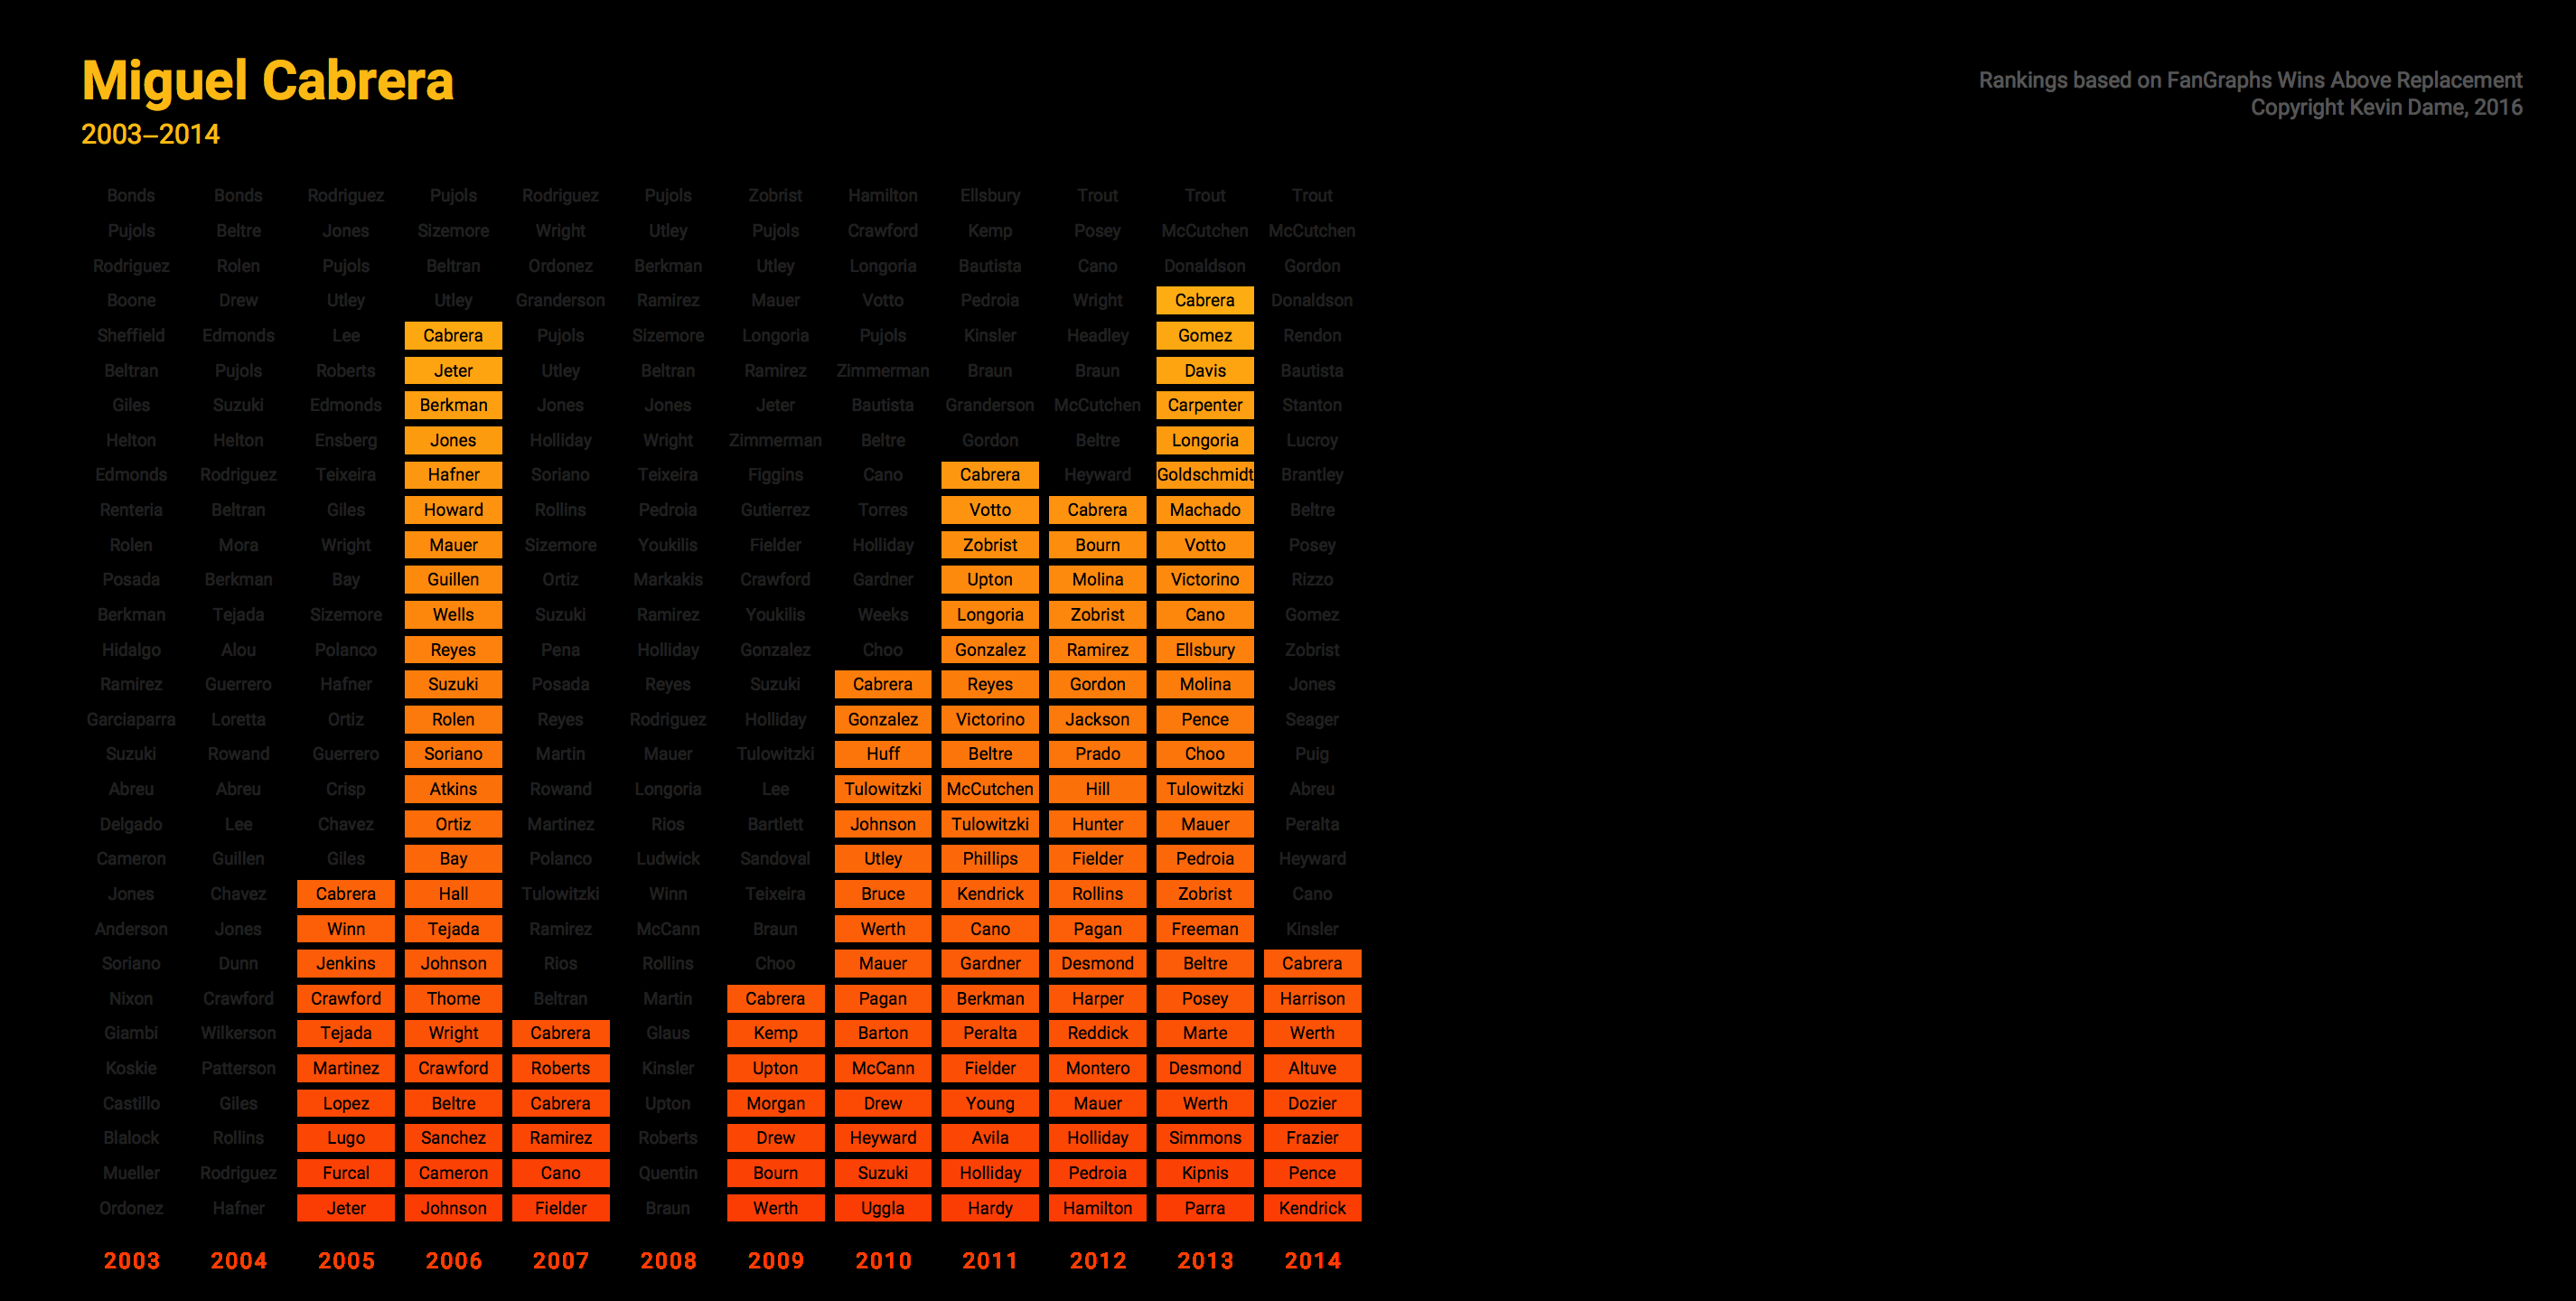 Miguel Cabrera
2003–2014
Rankings based on FanGraphs Wins Above Replacement
Copyright Kevin Dame, 2016
Bonds Bonds Rodriguez Pujols Rodriguez Pujols Zobrist Hamilton Ellsbury Trout Trout Trout
Pujols Beltre Jones Sizemore Wright Utley Pujols Crawford Kemp Posey McCutchen McCutchen
Rodriguez Rolen Pujols Beltran Ordonez Berkman Utley Longoria Bautista Cano Donaldson Gordon
Boone Drew Utley Utley Granderson Ramirez Mauer Votto Pedroia Wright Cabrera Donaldson
Sheffield Edmonds Lee Cabrera Pujols Sizemore Longoria Pujols Kinsler Headley Gomez Rendon
Beltran Pujols Roberts Jeter Utley Beltran Ramirez Zimmerman Braun Braun Davis Bautista
Giles Suzuki Edmonds Berkman Jones Jones Jeter Bautista Granderson McCutchen Carpenter Stanton
Helton Helton Ensberg Jones Holliday Wright Zimmerman Beltre Gordon Beltre Longoria Lucroy
Edmonds Rodriguez Teixeira Hafner Soriano Teixeira Figgins Cano Cabrera Heyward Goldschmidt Brantley
Renteria Beltran Giles Howard Rollins Pedroia Gutierrez Torres Votto Cabrera Machado Beltre
Rolen Mora Wright Mauer Sizemore Youkilis Fielder Holliday Zobrist Bourn Votto Posey
Posada Berkman Bay Guillen Ortiz Markakis Crawford Gardner Upton Molina Victorino Rizzo
Berkman Tejada Sizemore Wells Suzuki Ramirez Youkilis Weeks Longoria Zobrist Cano Gomez
Hidalgo Alou Polanco Reyes Pena Holliday Gonzalez Choo Gonzalez Ramirez Ellsbury Zobrist
Ramirez Guerrero Hafner Suzuki Posada Reyes Suzuki Cabrera Reyes Gordon Molina Jones
Garciaparra Loretta Ortiz Rolen Reyes Rodriguez Holliday Gonzalez Victorino Jackson Pence Seager
Suzuki Rowand Guerrero Soriano Martin Mauer Tulowitzki Huff Beltre Prado Choo Puig
Abreu Abreu Crisp Atkins Rowand Longoria Lee Tulowitzki McCutchen Hill Tulowitzki Abreu
Delgado Lee Chavez Ortiz Martinez Rios Bartlett Johnson Tulowitzki Hunter Mauer Peralta
Cameron Guillen Giles Bay Polanco Ludwick Sandoval Utley Phillips Fielder Pedroia Heyward
Jones Chavez Cabrera Hall Tulowitzki Winn Teixeira Bruce Kendrick Rollins Zobrist Cano
Anderson Jones Winn Tejada Ramirez McCann Braun Werth Cano Pagan Freeman Kinsler
Soriano Dunn Jenkins Johnson Rios Rollins Choo Mauer Gardner Desmond Beltre Cabrera
Nixon Crawford Crawford Thome Beltran Martin Cabrera Pagan Berkman Harper Posey Harrison
Giambi Wilkerson Tejada Wright Cabrera Glaus Kemp Barton Peralta Reddick Marte Werth
Koskie Patterson Martinez Crawford Roberts Kinsler Upton McCann Fielder Montero Desmond Altuve
Castillo Giles Lopez Beltre Cabrera Upton Morgan Drew Young Mauer Werth Dozier
Blalock Rollins Lugo Sanchez Ramirez Roberts Drew Heyward Avila Holliday Simmons Frazier
Mueller Rodriguez Furcal Cameron Cano Quentin Bourn Suzuki Holliday Pedroia Kipnis Pence
Ordonez Hafner Jeter Johnson Fielder Braun Werth Uggla Hardy Hamilton Parra Kendrick
2003 2004 2005 2006 2007 2008 2009 2010 2011 2012 2013 2014